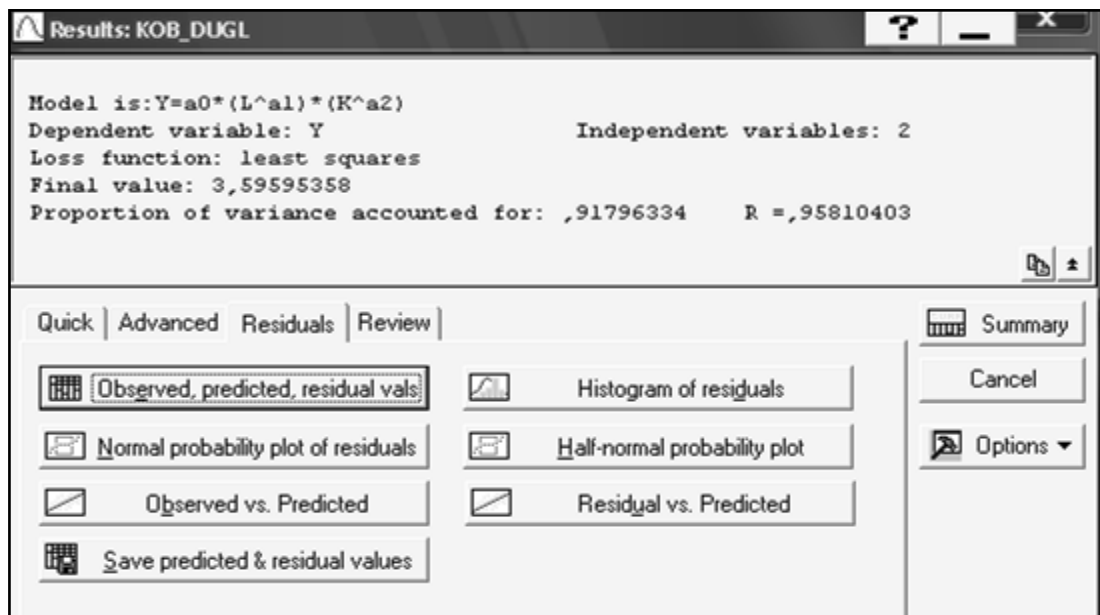 Results: KOB_DUGL
?
X
Model is:Y=a0*(L^a1)*(K^a2)
Dependent variable: Y Independent variables: 2
Loss function: least squares
Final value: 3,59595358
Proportion of variance accounted for: ,91796334 R =,95810403
Quick Advanced Residuals Review
Summary
Observed, predicted, residual vals Histogram of residuals
Cancel
Normal probability plot of residuals Half-normal probability plot
Options
Observed vs. Predicted Residual vs. Predicted
Save predicted & residual values